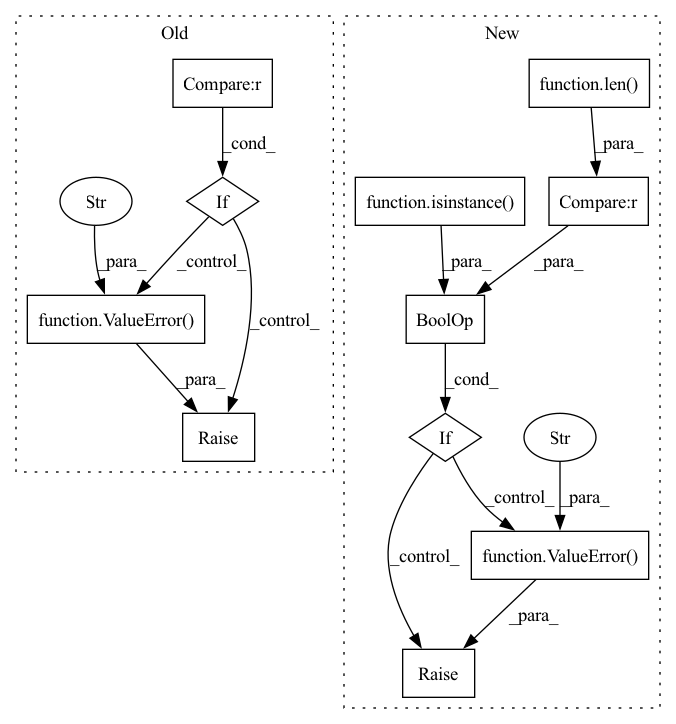 Old
Compare:r
_cond_
Str
If
_para_
_control_
function.ValueError()
_control_
_para_
Raise
New
function.len()
_para_
function.isinstance()
Compare:r
_para_
_para_
BoolOp
_cond_
If
Str
_control_
_para_
_control_
function.ValueError()
_para_
Raise